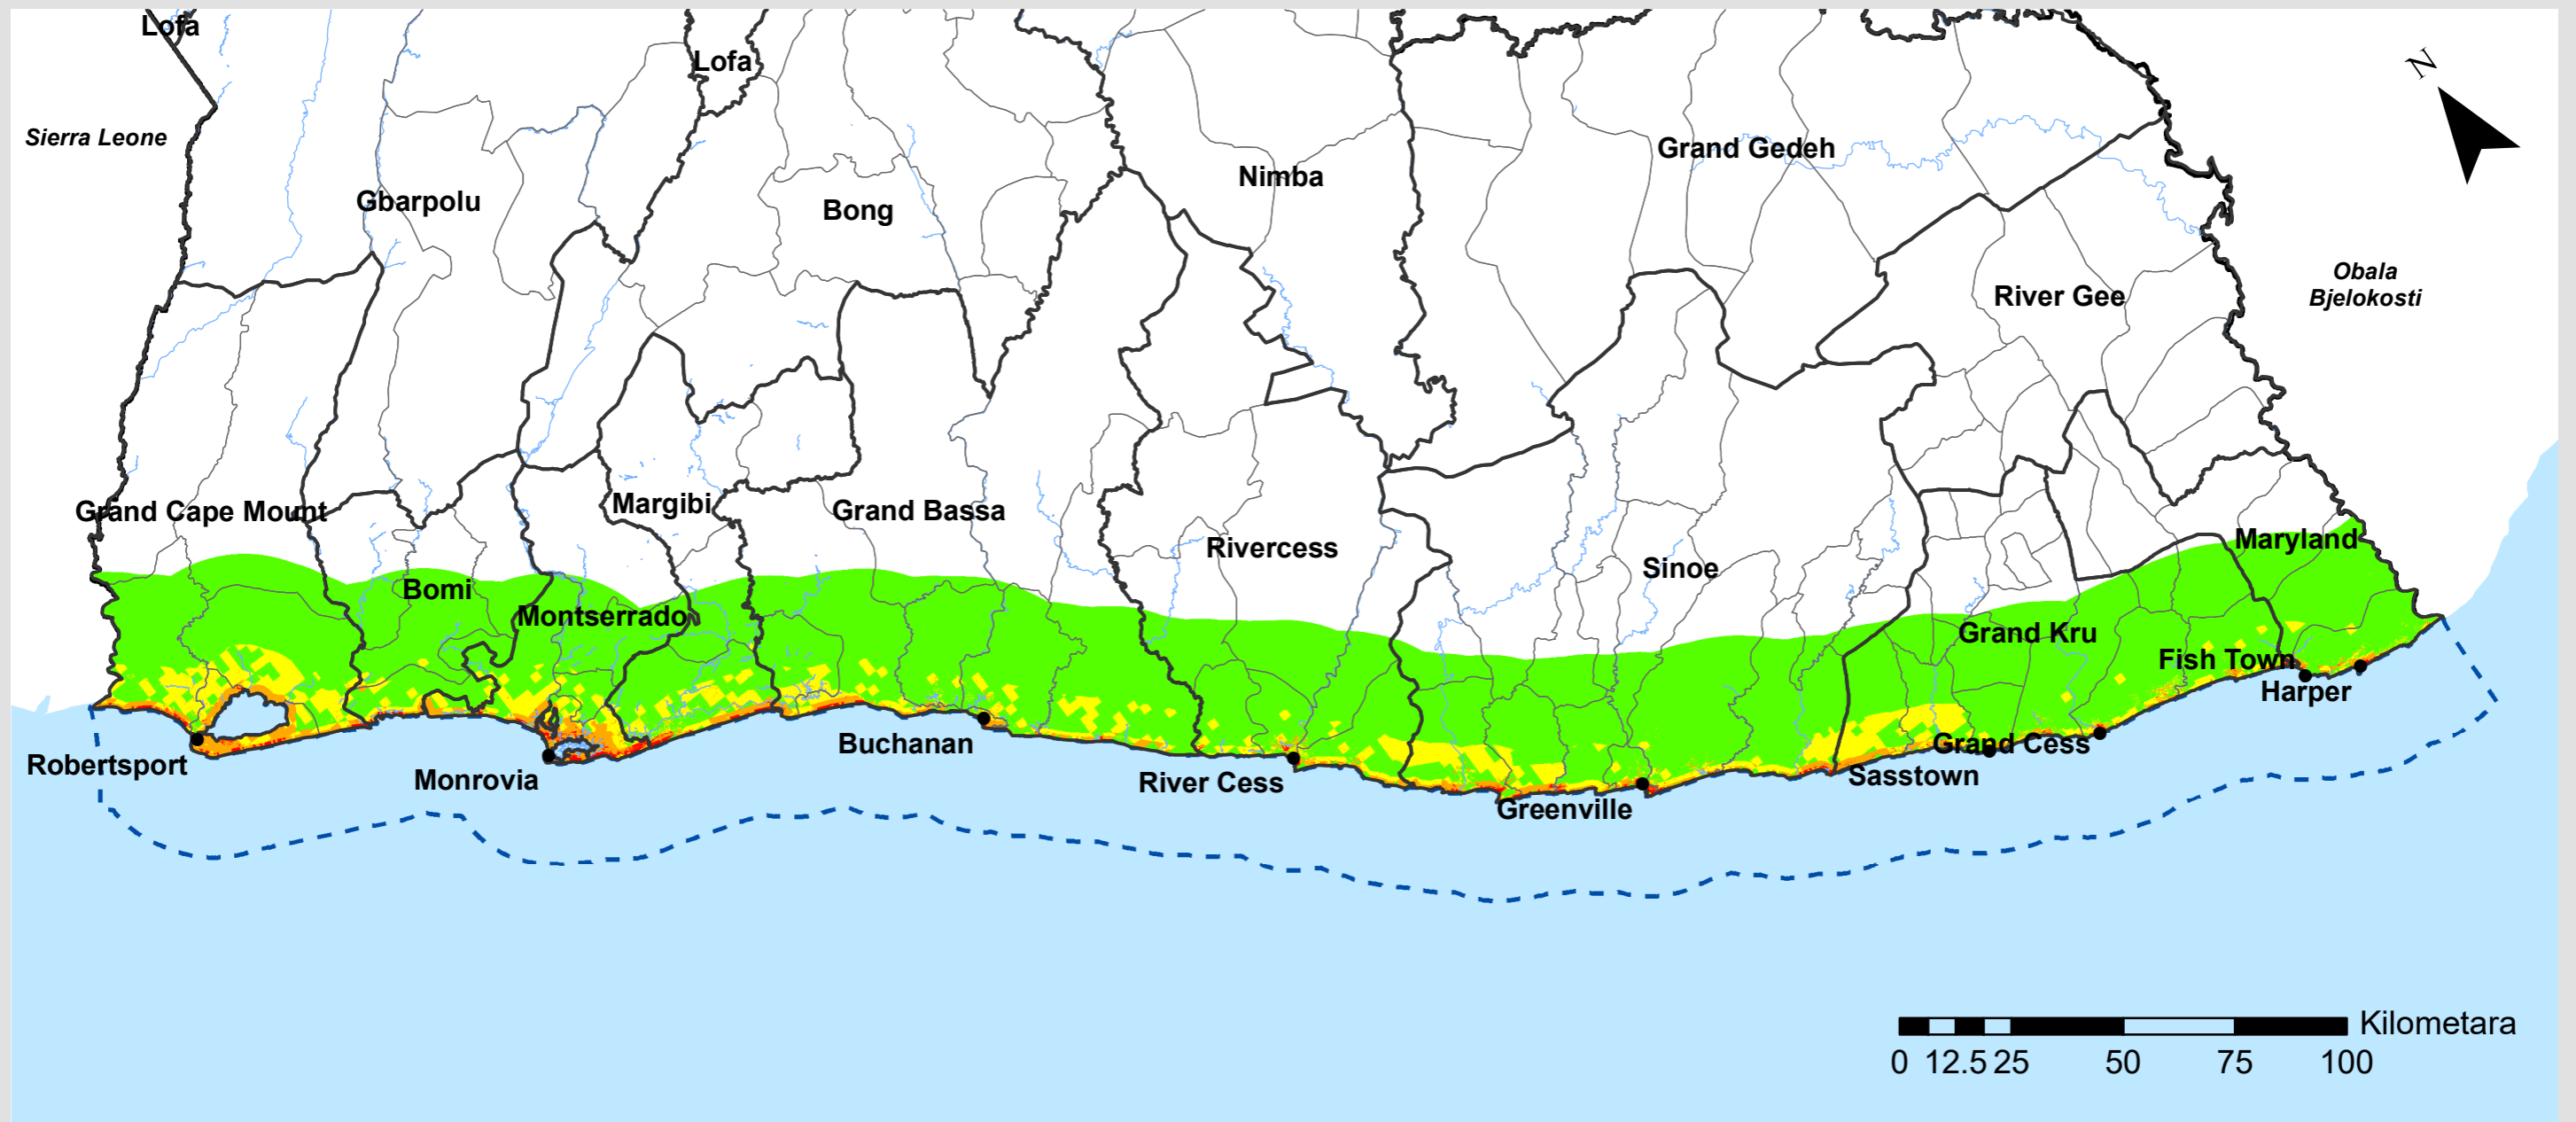 Lofa
Lofa
N
Sierra Leone
Grand Gedeh
Nimba
Gbarpolu
Bong
Obala
Bjelokosti
River Gee
Grand Cape Mount
Margibi
Grand Bassa
Rivercess
Maryland
Sinoe
Bomi
Montserrado
Grand Kru
Fish Town
Harper
Robertsport
Monrovia
Buchanan
River Cess
Grand Cess
Sasstown
Greenville
Kilometara
0 12.5 25 50 75 100